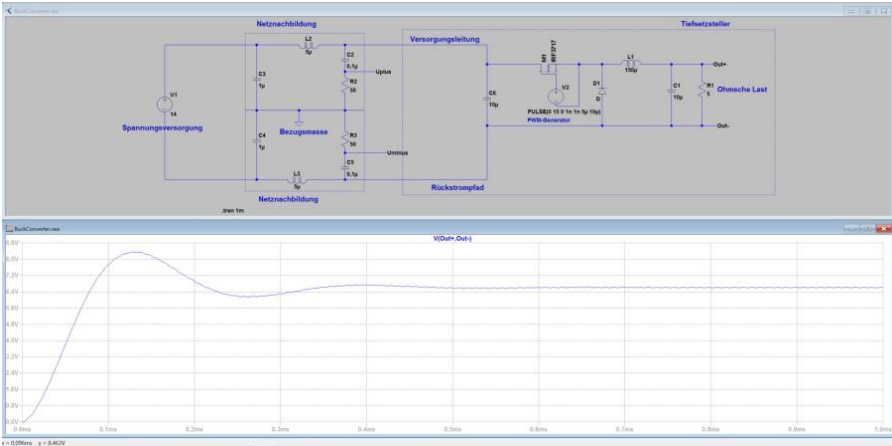 BuckConverter
Netznachbildung
Tiefsetzsteller
Versorgungsleitung
L2
5µ
C2
0,1µ
Uplus
R2
50
C3
1µ
V1
14
Spannungsversorgung
Bezugsmasse
C4
1µ
R3
50
Uminus
C5
0,1µ
L3
5µ
Netznachbildung
Rückstrompfad
C6
10µ
M1
IRF3717
V2
D1
D
PULSE(0 15 0 1n 1n 5µ 10µ)
PWM-Generator
L1
150µ
Out+
C1
10µ
R1
5
Ohmsche Last
Out-
.tran 1m
BuckConverter.raw
V(Out+,Out-)
8.8V
8.0V
7.2V
6.4V
5.6V
4.8V
4.0V
3.2V
2.4V
1.6V
0.8V
0.0V
0.0ms 0.1ms 0.2ms 0.3ms 0.4ms 0.5ms 0.6ms 0.7ms 0.8ms 0.9ms 1.0ms
x = 0.096ms y = 8.463V